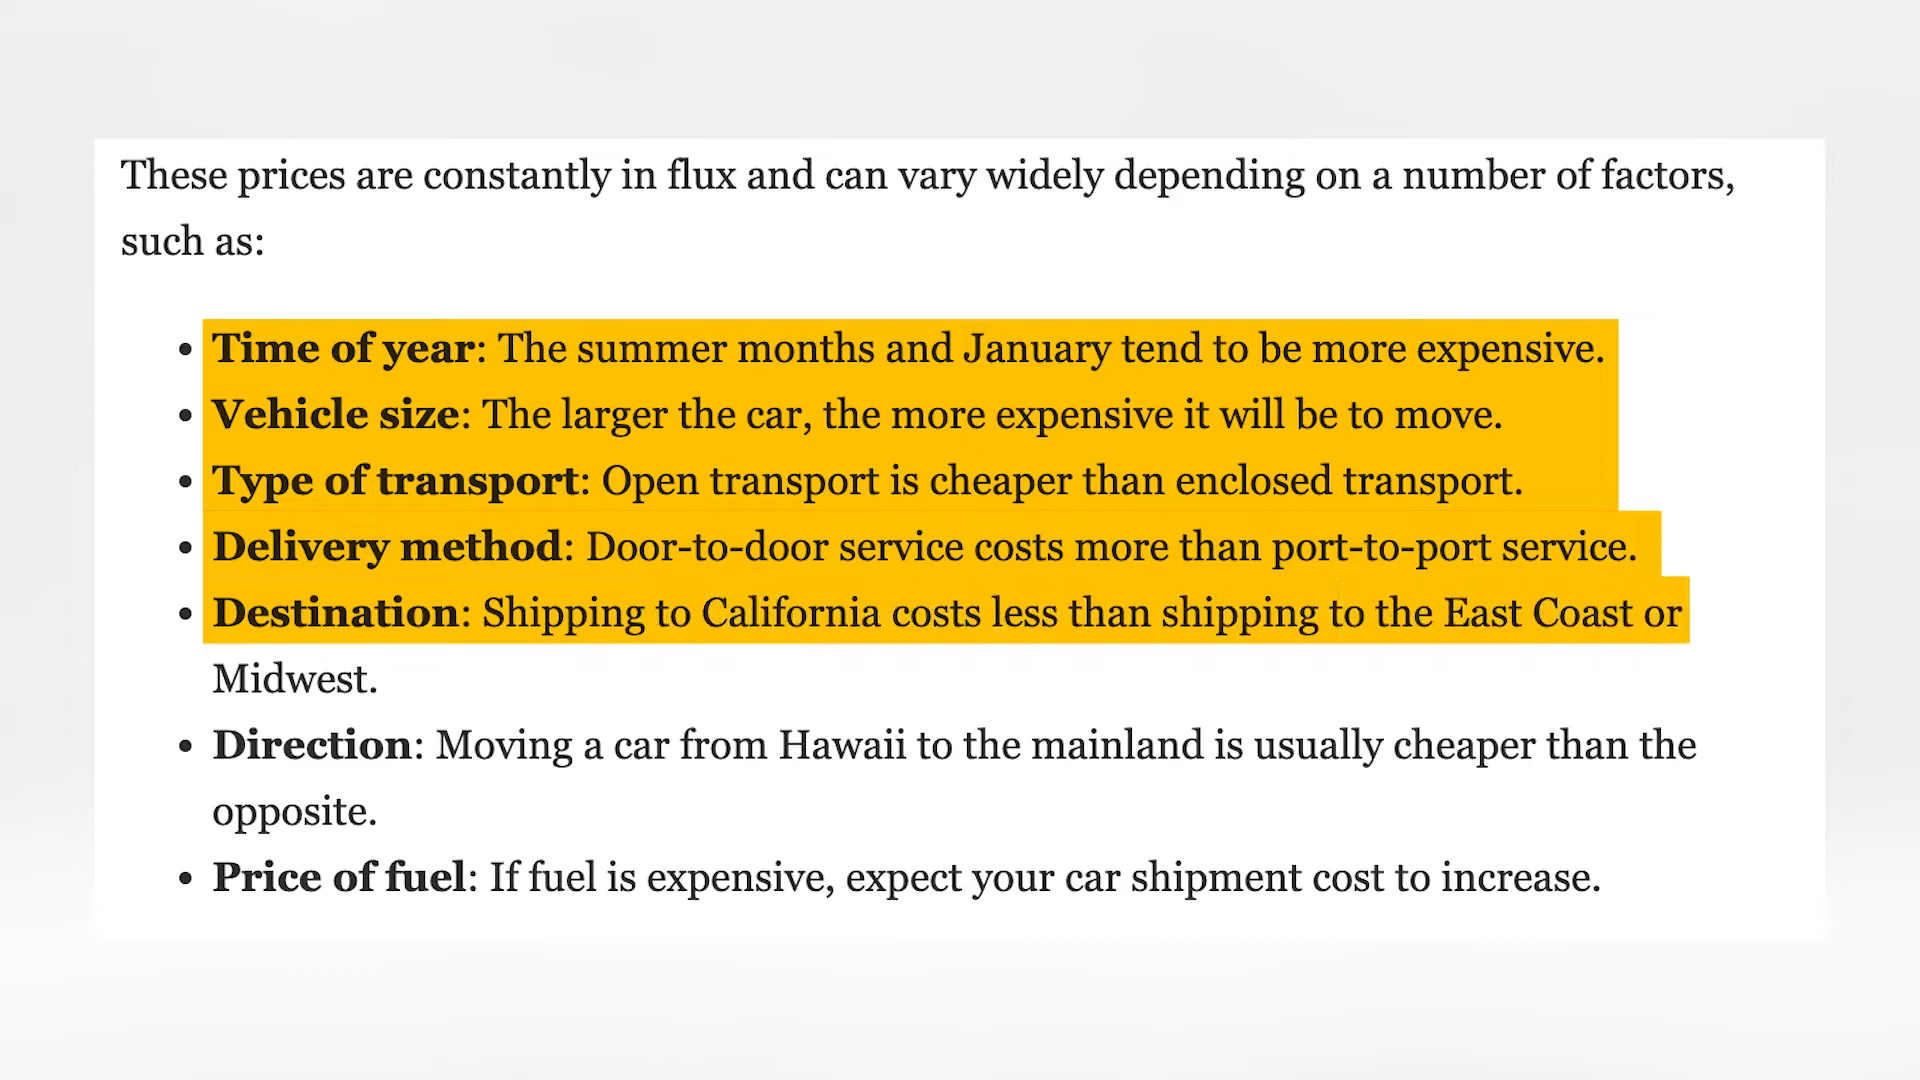 These prices are constantly in flux and can vary widely depending on a number of factors,
such as:
• Time of year: The summer months and January tend to be more expensive.
• Vehicle size: The larger the car, the more expensive it will be to move.
• Type of transport: Open transport is cheaper than enclosed transport.
• Delivery method: Door-to-door service costs more than port-to-port service.
• Destination: Shipping to California costs less than shipping to the East Coast or
Midwest.
• Direction: Moving a car from Hawaii to the mainland is usually cheaper than the
opposite.
• Price of fuel: If fuel is expensive, expect your car shipment cost to increase.